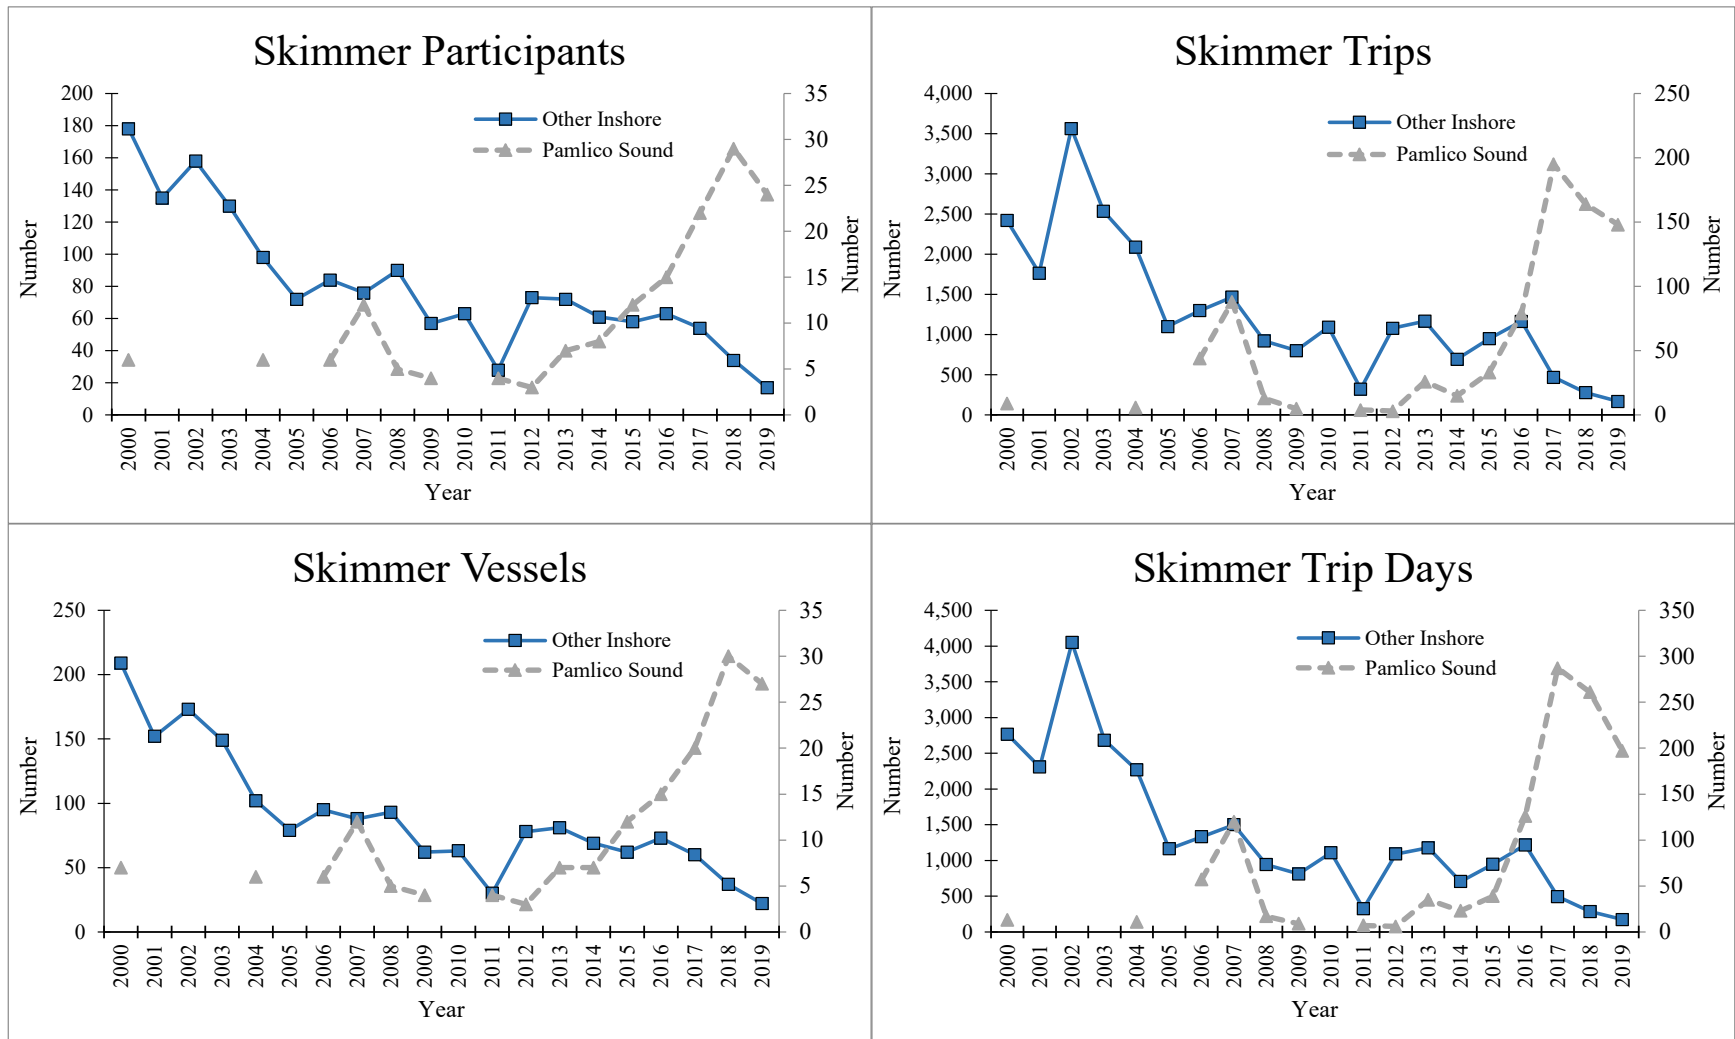 Skimmer Participants
200
180
160
140
120
100
80
60
40
20
0
35
30
25
20
15
10
5
0
Number
Number
Other Inshore
Pamlico Sound
2000 2001 2002 2003 2004 2005 2006 2007 2008 2009 2010 2011 2012 2013 2014 2015 2016 2017 2018 2019
Year
Skimmer Trips
4,000
3,500
3,000
2,500
2,000
1,500
1,000
500
0
250
200
150
100
50
0
Number
Number
Other Inshore
Pamlico Sound
2000 2001 2002 2003 2004 2005 2006 2007 2008 2009 2010 2011 2012 2013 2014 2015 2016 2017 2018 2019
Year
Skimmer Vessels
250
200
150
100
50
0
35
30
25
20
15
10
5
0
Number
Number
Other Inshore
Pamlico Sound
2000 2001 2002 2003 2004 2005 2006 2007 2008 2009 2010 2011 2012 2013 2014 2015 2016 2017 2018 2019
Year
Skimmer Trip Days
4,500
4,000
3,500
3,000
2,500
2,000
1,500
1,000
500
0
350
300
250
200
150
100
50
0
Number
Number
Other Inshore
Pamlico Sound
2000 2001 2002 2003 2004 2005 2006 2007 2008 2009 2010 2011 2012 2013 2014 2015 2016 2017 2018 2019
Year